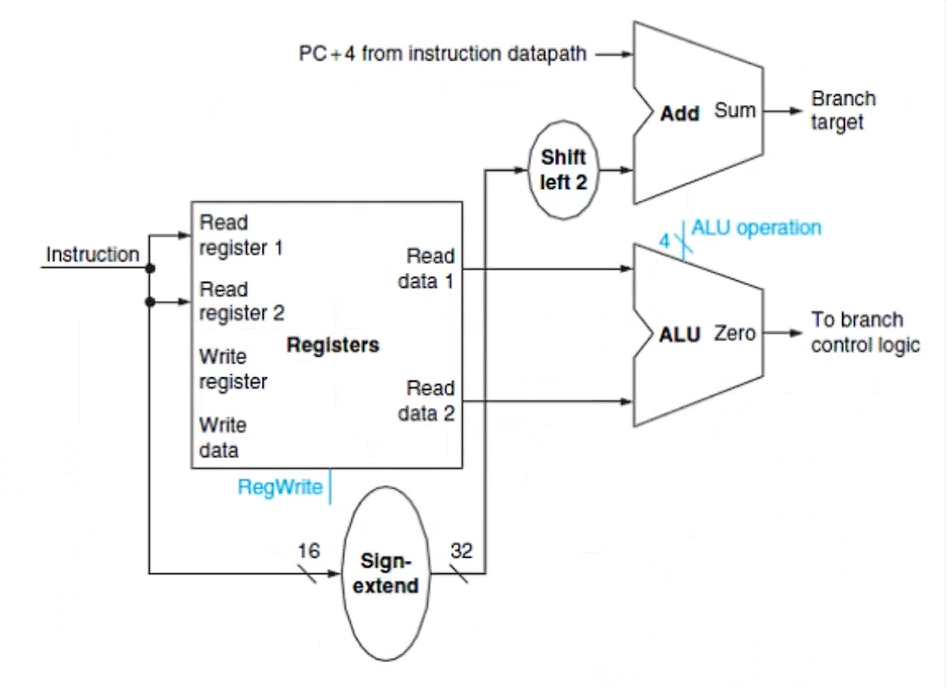 PC+4 from instruction datapath
Add Sum
Branch
target
Shift
left 2
Instruction
Read
register 1
Read
register 2
Write
register
Write
data
Registers
Read
data 1
Read
data 2
RegWrite
4
ALU operation
ALU Zero
To branch
control logic
16
Sign-
extend
32